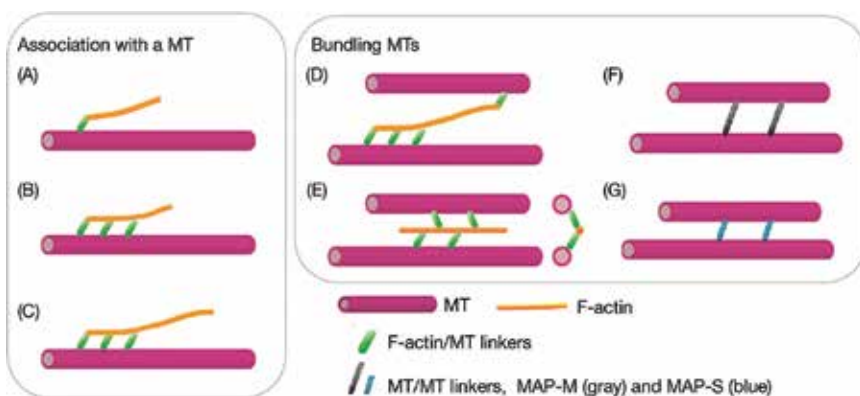 Association with a MT
Bundling MTs
(A)
(B)
(C)
(D)
(E)
(F)
(G)
MT
F-actin
F-actin/MT linkers
MT/MT linkers, MAP-M (gray) and MAP-S (blue)